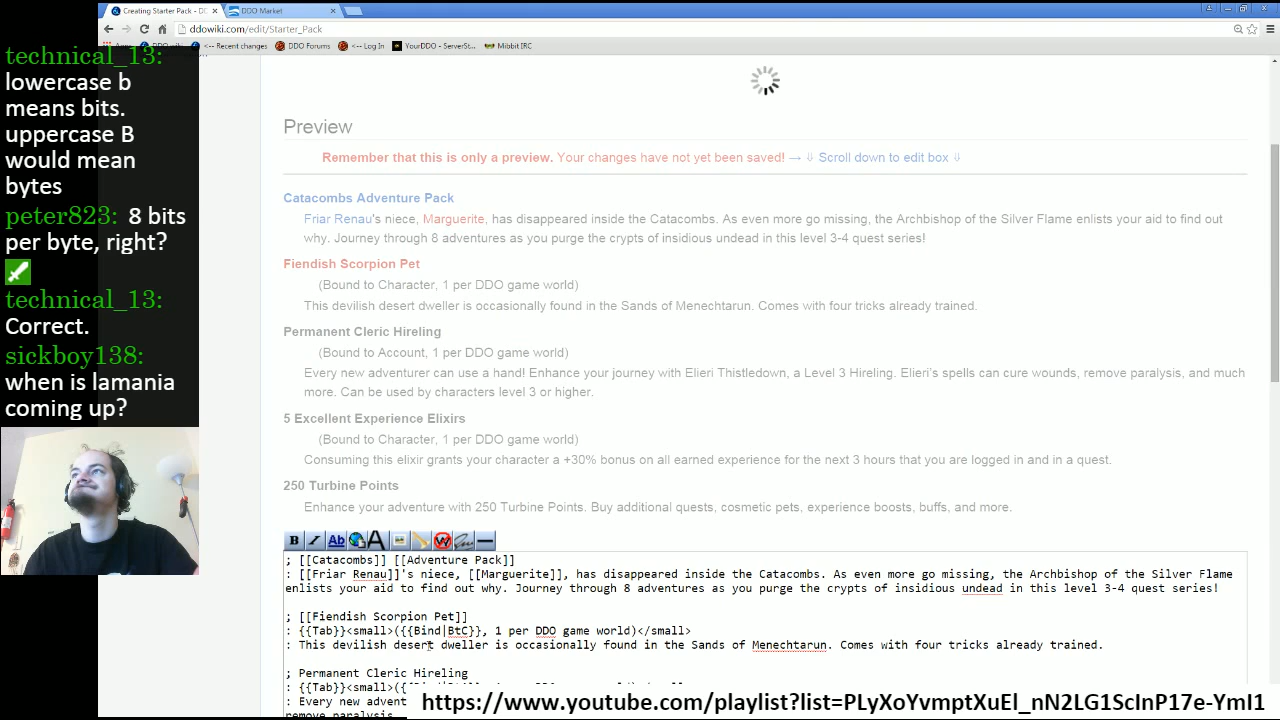 Creating Starter Pack - D
DDO Market
ddowiki.com/edit/Starter_Pack
<-- Recent changes
DDO Forums
<-- Log In
YourDDO - ServerSt...
Mibbit IRC
technical_13:
lowercase b
means bits.
uppercase B
would mean
bytes
peter823: 8 bits
per byte, right?
technical_13:
Correct.
sickboy138:
when is lamania
coming up?
Preview
Remember that this is only a preview. Your changes have not yet been saved! → ⇩ Scroll down to edit box ⇩
Catacombs Adventure Pack
Friar Renau's niece, Marguerite, has disappeared inside the Catacombs. As even more go missing, the Archbishop of the Silver Flame enlists your aid to find out
why. Journey through 8 adventures as you purge the crypts of insidious undead in this level 3-4 quest series!
Fiendish Scorpion Pet
(Bound to Character, 1 per DDO game world)
This devilish desert dweller is occasionally found in the Sands of Menechtarun. Comes with four tricks already trained.
Permanent Cleric Hireling
(Bound to Account, 1 per DDO game world)
Every new adventurer can use a hand! Enhance your journey with Elieri Thistledown, a Level 3 Hireling. Elieri's spells can cure wounds, remove paralysis, and much
more. Can be used by characters level 3 or higher.
5 Excellent Experience Elixirs
(Bound to Character, 1 per DDO game world)
Consuming this elixir grants your character a +30% bonus on all earned experience for the next 3 hours that you are logged in and in a quest.
250 Turbine Points
Enhance your adventure with 250 Turbine Points. Buy additional quests, cosmetic pets, experience boosts, buffs, and more.
B I Ab A
; [[Catacombs]] [[Adventure Pack]]
: [[Friar Renau]]'s niece, [[Marguerite]], has disappeared inside the Catacombs. As even more go missing, the Archbishop of the Silver Flame
enlists your aid to find out why. Journey through 8 adventures as you purge the crypts of insidious undead in this level 3-4 quest series!
; [[Fiendish Scorpion Pet]]
: {{Tab}}<small>({{Bind|BtC}}, 1 per DDO game world)</small>
: This devilish desert dweller is occasionally found in the Sands of Menechtarun. Comes with four tricks already trained.
; Permanent Cleric Hireling
: {{Tab}}<small>({
: Every new advent
remove paralysis
https://www.youtube.com/playlist?list=PLyXoYvmptXuEl_nN2LG1ScInP17e-YmI1